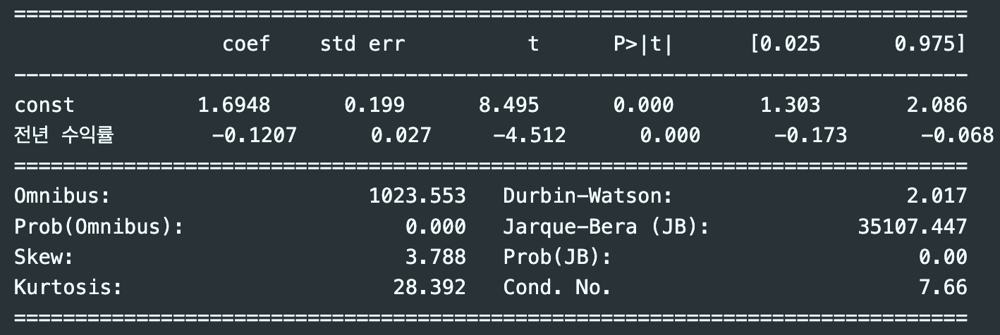 ==============================================================================
coef std err t P>|t| [0.025 0.975]
------------------------------------------------------------------------------
const 1.6948 0.199 8.495 0.000 1.303 2.086
전년 수익률 -0.1207 0.027 -4.512 0.000 -0.173 -0.068
==============================================================================
Omnibus: 1023.553 Durbin-Watson: 2.017
Prob(Omnibus): 0.000 Jarque-Bera (JB): 35107.447
Skew: 3.788 Prob(JB): 0.00
Kurtosis: 28.392 Cond. No. 7.66
==============================================================================